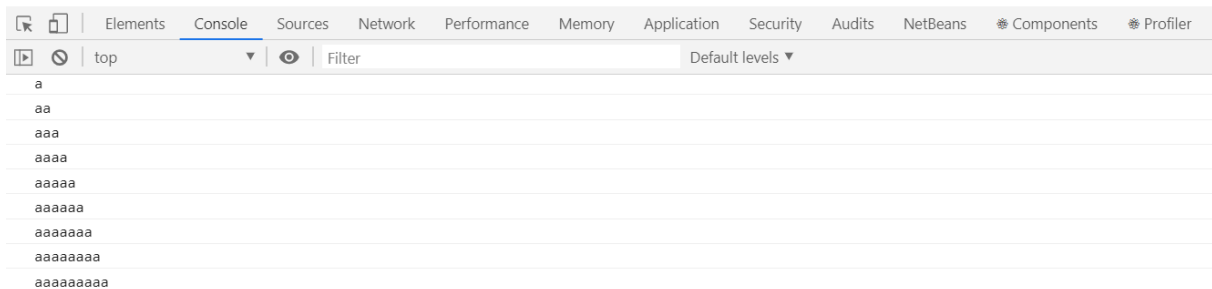 Elements Console Sources Network Performance Memory Application Security Audits NetBeans Components Profiler
top Filter Default levels
a
aa
aaa
aaaa
aaaaa
aaaaaa
aaaaaaa
aaaaaaaa
aaaaaaaaa